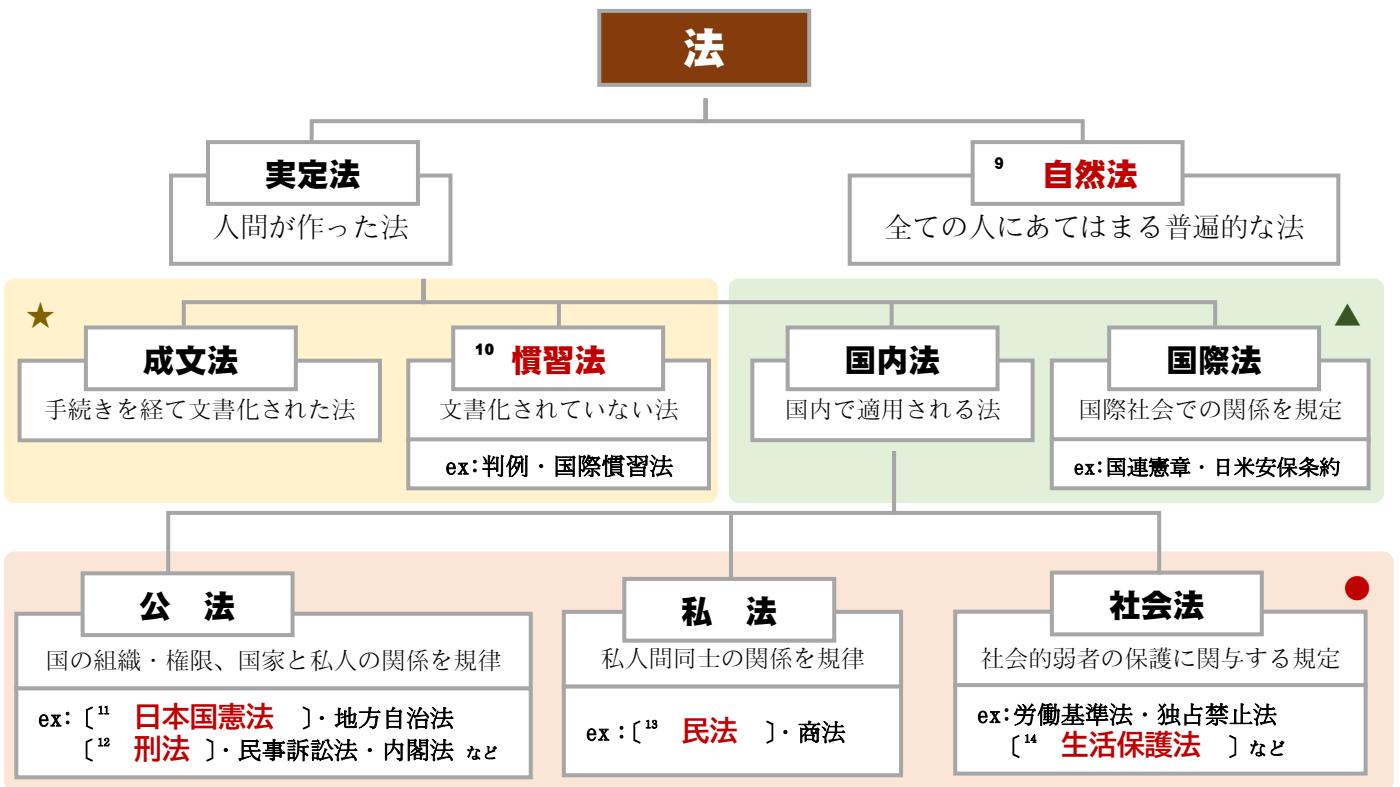 法
実定法
人間が作った法
9 自然法
全ての人にあてはまる普遍的な法
★
▲
成文法
手続きを経て文書化された法
10 慣習法
文書化されていない法
ex:判例・国際慣習法
国内法
国内で適用される法
国際法
国際社会での関係を規定
ex:国連憲章・日米安保条約
●
公　法
国の組織・権限、国家と私人の関係を規律
ex:〔11 日本国憲法 〕・地方自治法
〔12 刑法 〕・民事訴訟法・内閣法 など
私　法
私人間同士の関係を規律
ex:〔13 民法 〕・商法
社会法
社会的弱者の保護に関与する規定
ex:労働基準法・独占禁止法
〔14 生活保護法 〕など